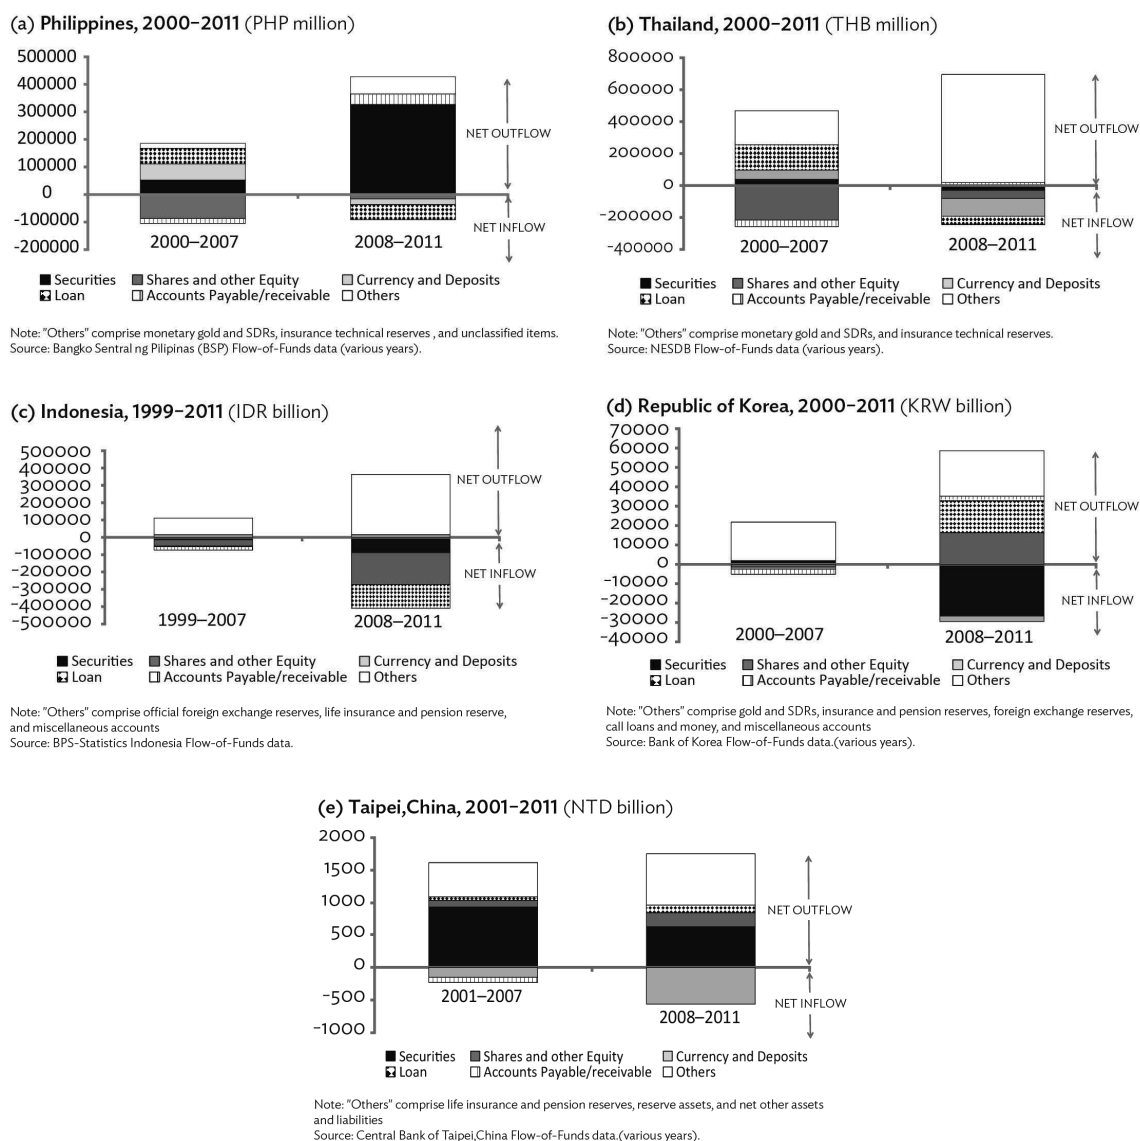 (a) Philippines, 2000–2011 (PHP million)
500000
400000
300000
200000
100000
0
-100000
-200000
NET OUTFLOW
NET INFLOW
2000–2007
2008–2011
Securities
Shares and other Equity
Currency and Deposits
Loan
Accounts Payable/receivable
Others
Note: "Others" comprise monetary gold and SDRs, insurance technical reserves , and unclassified items.
Source: Bangko Sentral ng Pilipinas (BSP) Flow-of-Funds data (various years).
(b) Thailand, 2000–2011 (THB million)
800000
600000
400000
200000
0
-200000
-400000
NET OUTFLOW
NET INFLOW
2000–2007
2008–2011
Securities
Shares and other Equity
Currency and Deposits
Loan
Accounts Payable/receivable
Others
Note: "Others" comprise monetary gold and SDRs, and insurance technical reserves.
Source: NESDB Flow-of-Funds data (various years).
(c) Indonesia, 1999–2011 (IDR billion)
500000
400000
300000
200000
100000
0
-100000
-200000
-300000
-400000
-500000
NET OUTFLOW
NET INFLOW
1999–2007
2008–2011
Securities
Shares and other Equity
Currency and Deposits
Loan
Accounts Payable/receivable
Others
Note: "Others" comprise official foreign exchange reserves, life insurance and pension reserve,
and miscellaneous accounts
Source: BPS-Statistics Indonesia Flow-of-Funds data.
(d) Republic of Korea, 2000–2011 (KRW billion)
70000
60000
50000
40000
30000
20000
10000
0
-10000
-20000
-30000
-40000
NET OUTFLOW
NET INFLOW
2000–2007
2008–2011
Securities
Shares and other Equity
Currency and Deposits
Loan
Accounts Payable/receivable
Others
Note: "Others" comprise gold and SDRs, insurance and pension reserves, foreign exchange reserves,
call loans and money, and miscellaneous accounts
Source: Bank of Korea Flow-of-Funds data.(various years).
(e) Taipei,China, 2001–2011 (NTD billion)
2000
1500
1000
500
0
-500
-1000
NET OUTFLOW
NET INFLOW
2001–2007
2008–2011
Securities
Shares and other Equity
Currency and Deposits
Loan
Accounts Payable/receivable
Others
Note: "Others" comprise life insurance and pension reserves, reserve assets, and net other assets
and liabilities
Source: Central Bank of Taipei,China Flow-of-Funds data.(various years).